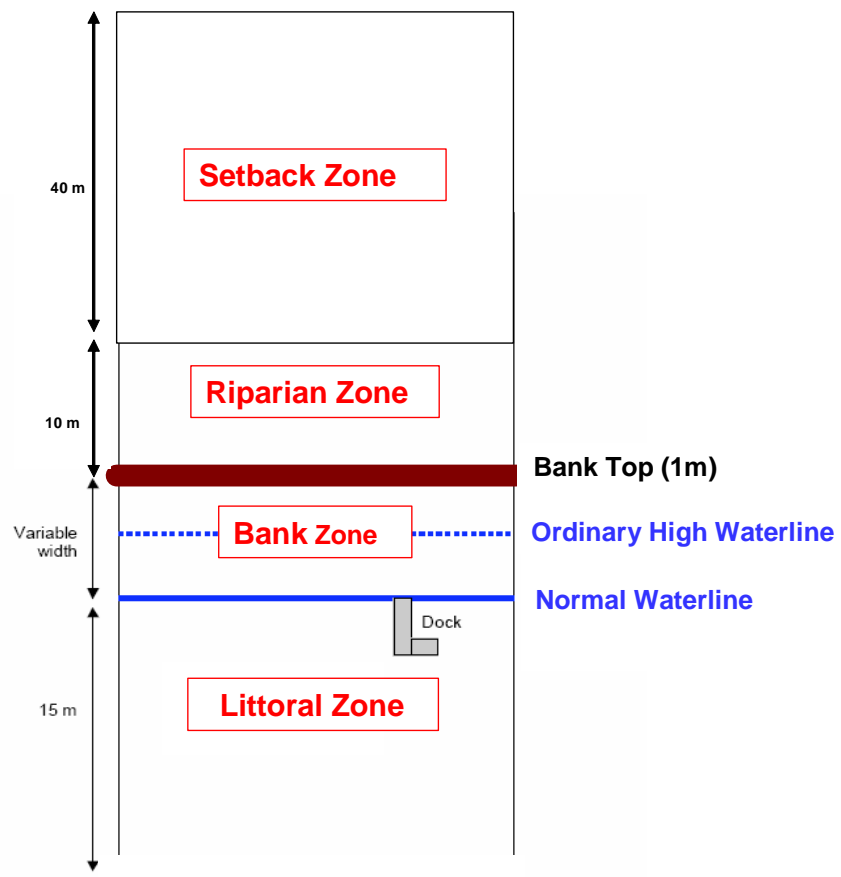 Setback Zone
40 m
Riparian Zone
10 m
Bank Top (1m)
Variable
width
Bank Zone
Ordinary High Waterline
Normal Waterline
Dock
Littoral Zone
15 m